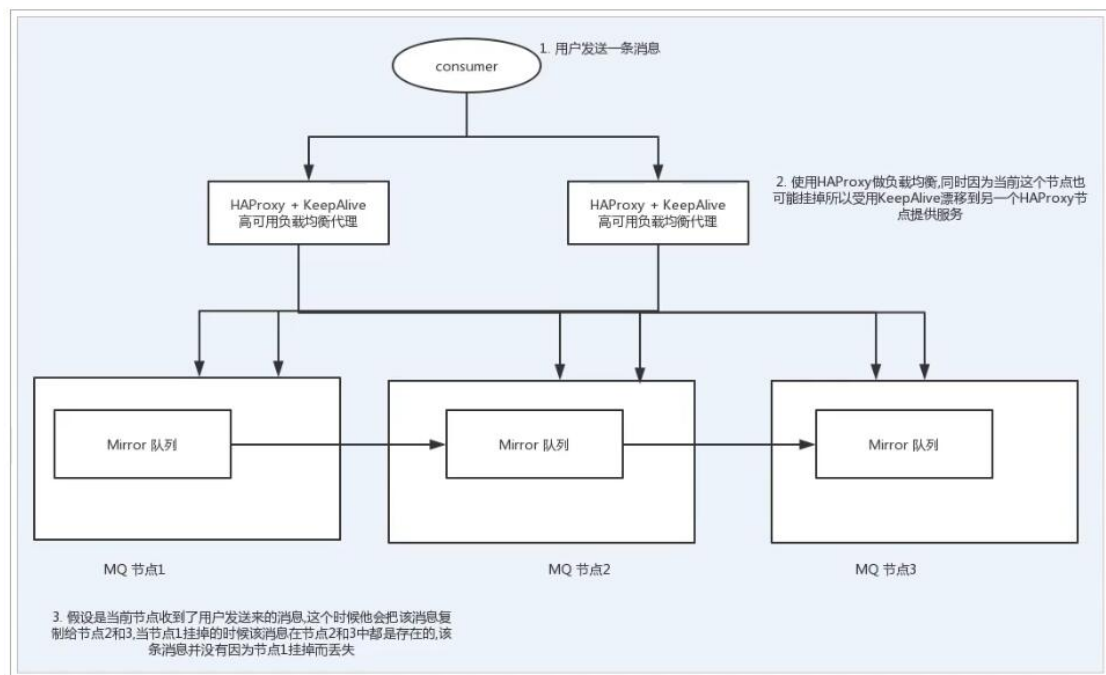 1. 用户发送一条消息
consumer
HAProxy + KeepAlive
高可用负载均衡代理
HAProxy + KeepAlive
高可用负载均衡代理
2. 使用HAProxy做负载均衡,同时因为当前这个节点也
可能挂掉所以受用KeepAlive漂移到另一个HAProxy节
点提供服务
Mirror 队列
Mirror 队列
Mirror 队列
MQ 节点1
MQ 节点2
MQ 节点3
3. 假设是当前节点收到了用户发送来的消息,这个时候他会把该消息复
制给节点2和3,当节点1挂掉的时候该消息在节点2和3中都是存在的,该
条消息并没有因为节点1挂掉而丢失